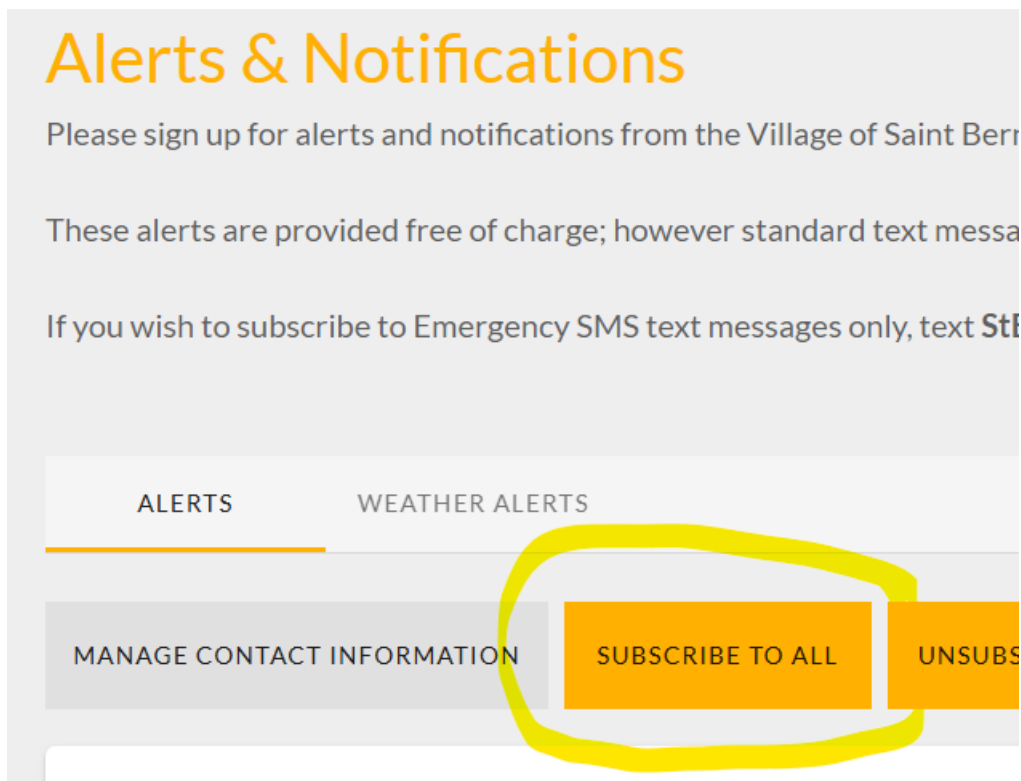 Alerts & Notifications
Please sign up for alerts and notifications from the Village of Saint
These alerts are provided free of charge; however standard text
If you wish to subscribe to Emergency SMS text messages only, text
ALERTS WEATHER ALERTS
MANAGE CONTACT INFORMATION SUBSCRIBE TO ALL